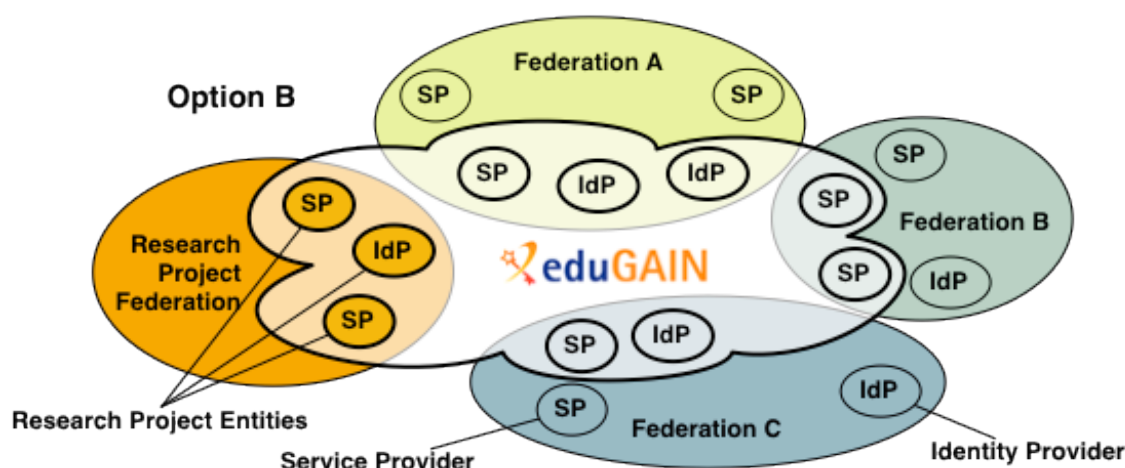 Federation A
SP
SP
Option B
SP
IdP
IdP
SP
SP
Federation B
SP
IdP
SP
IdP
SP
Research
Project
Federation
eduGAIN
SP
IdP
SP
IdP
Federation C
Research Project Entities
Service Provider
Identity Provider